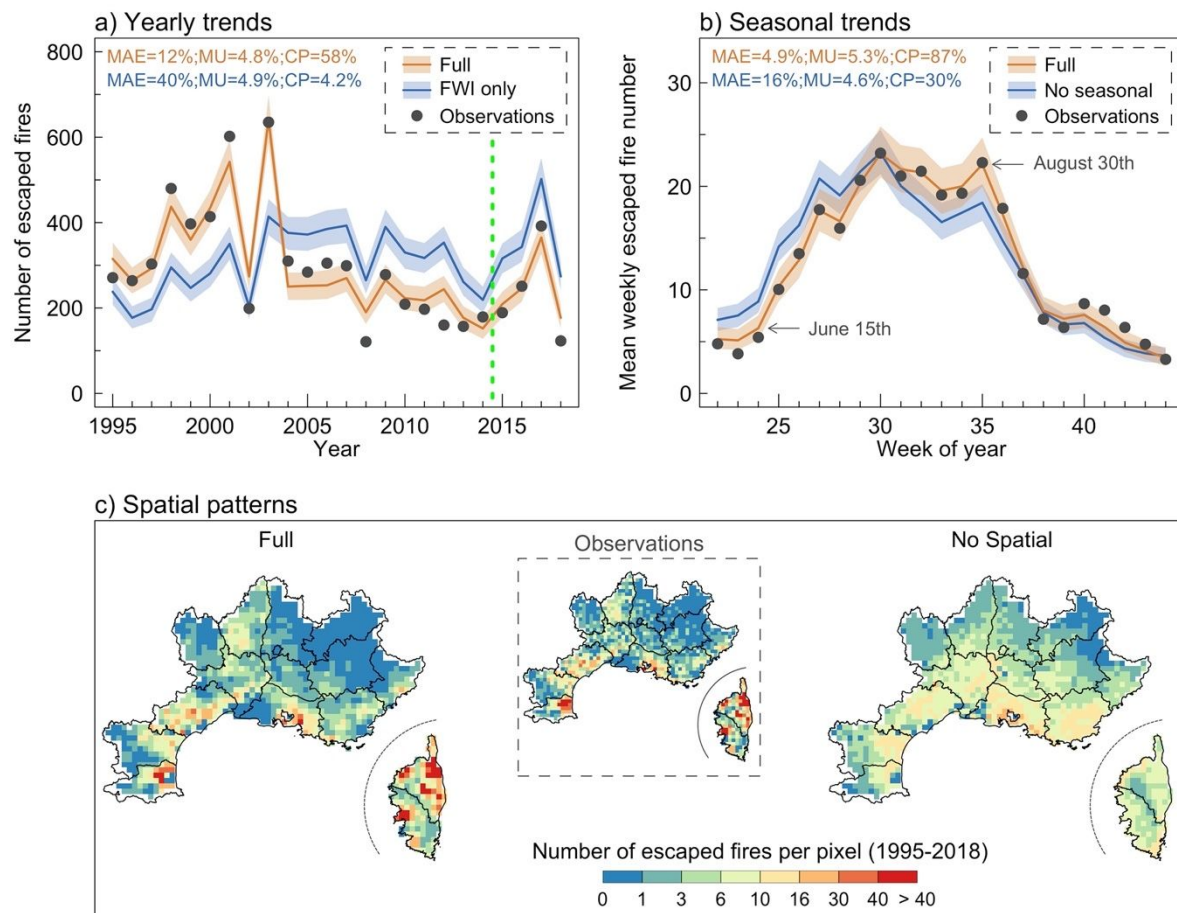 a) Yearly trends
MAE=12%;MU=4.8%;CP=58%
MAE=40%;MU=4.9%;CP=4.2%
Full
FWI only
Observations
Number of escaped fires
800
600
400
200
0
1995 2000 2005 2010 2015
Year
b) Seasonal trends
MAE=4.9%;MU=5.3%;CP=87%
MAE=16%;MU=4.6%;CP=30%
Full
No seasonal
Observations
August 30th
June 15th
Mean weekly escaped fire number
30
20
10
0
25 30 35 40
Week of year
c) Spatial patterns
Full
Observations
No Spatial
Number of escaped fires per pixel (1995-2018)
0 1 3 6 10 16 30 40 > 40